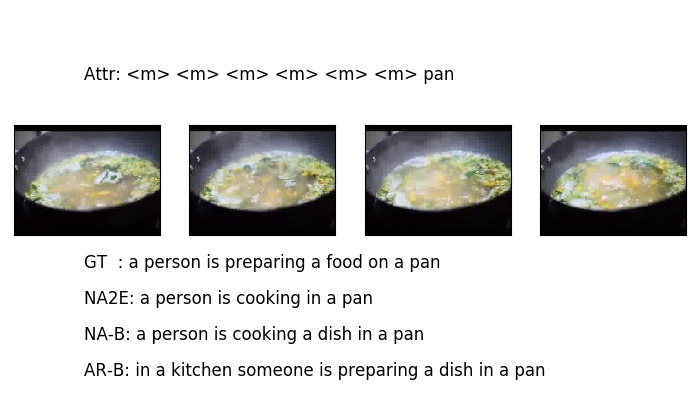 Attr: <m> <m> <m> <m> <m> <m> pan
GT  : a person is preparing a food on a pan
NA2E: a person is cooking in a pan
NA-B: a person is cooking a dish in a pan
AR-B: in a kitchen someone is preparing a dish in a pan